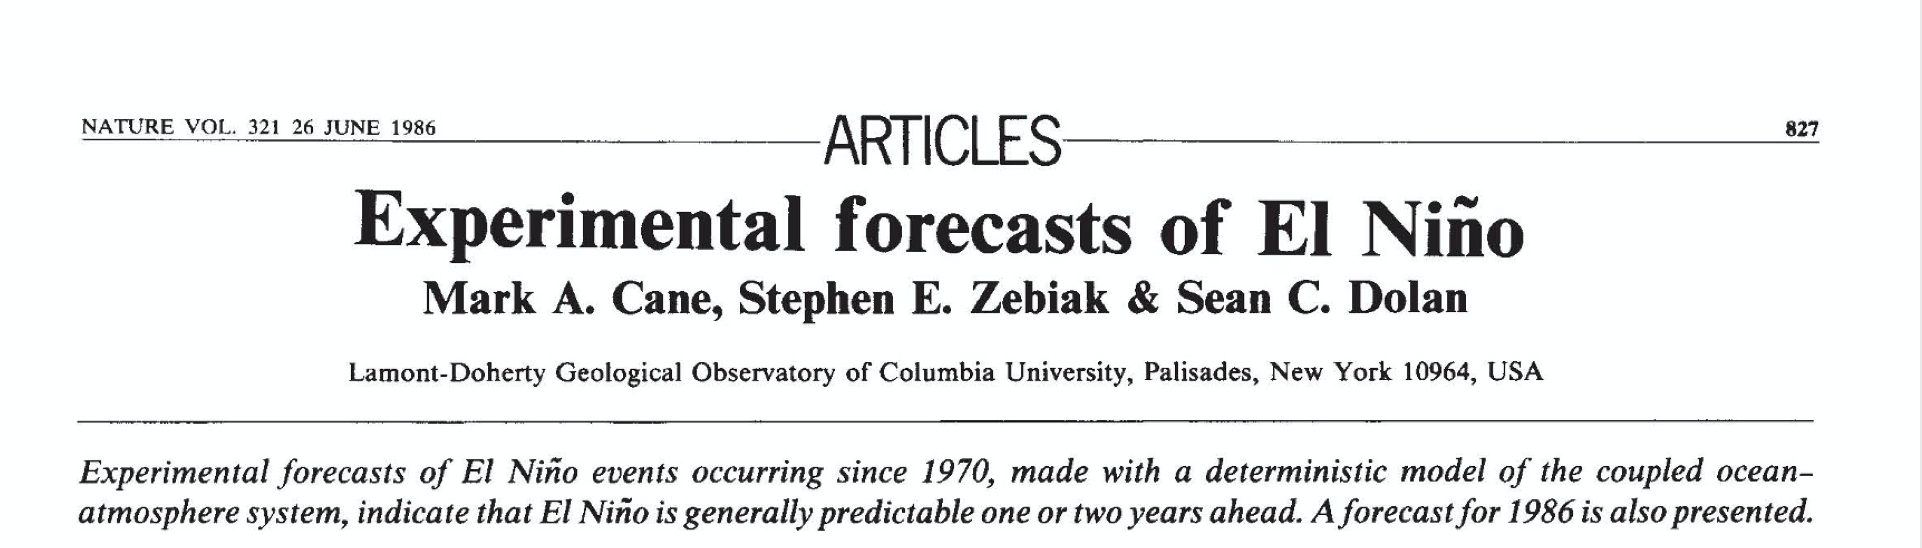 NATURE VOL. 321 26 JUNE 1986
ARTICLES
827
Experimental forecasts of El Niño
Mark A. Cane, Stephen E. Zebiak & Sean C. Dolan
Lamont-Doherty Geological Observatory of Columbia University, Palisades, New York 10964, USA
Experimental forecasts of El Niño events occurring since 1970, made with a deterministic model of the coupled ocean–
atmosphere system, indicate that El Niño is generally predictable one or two years ahead. A forecast for 1986 is also presented.